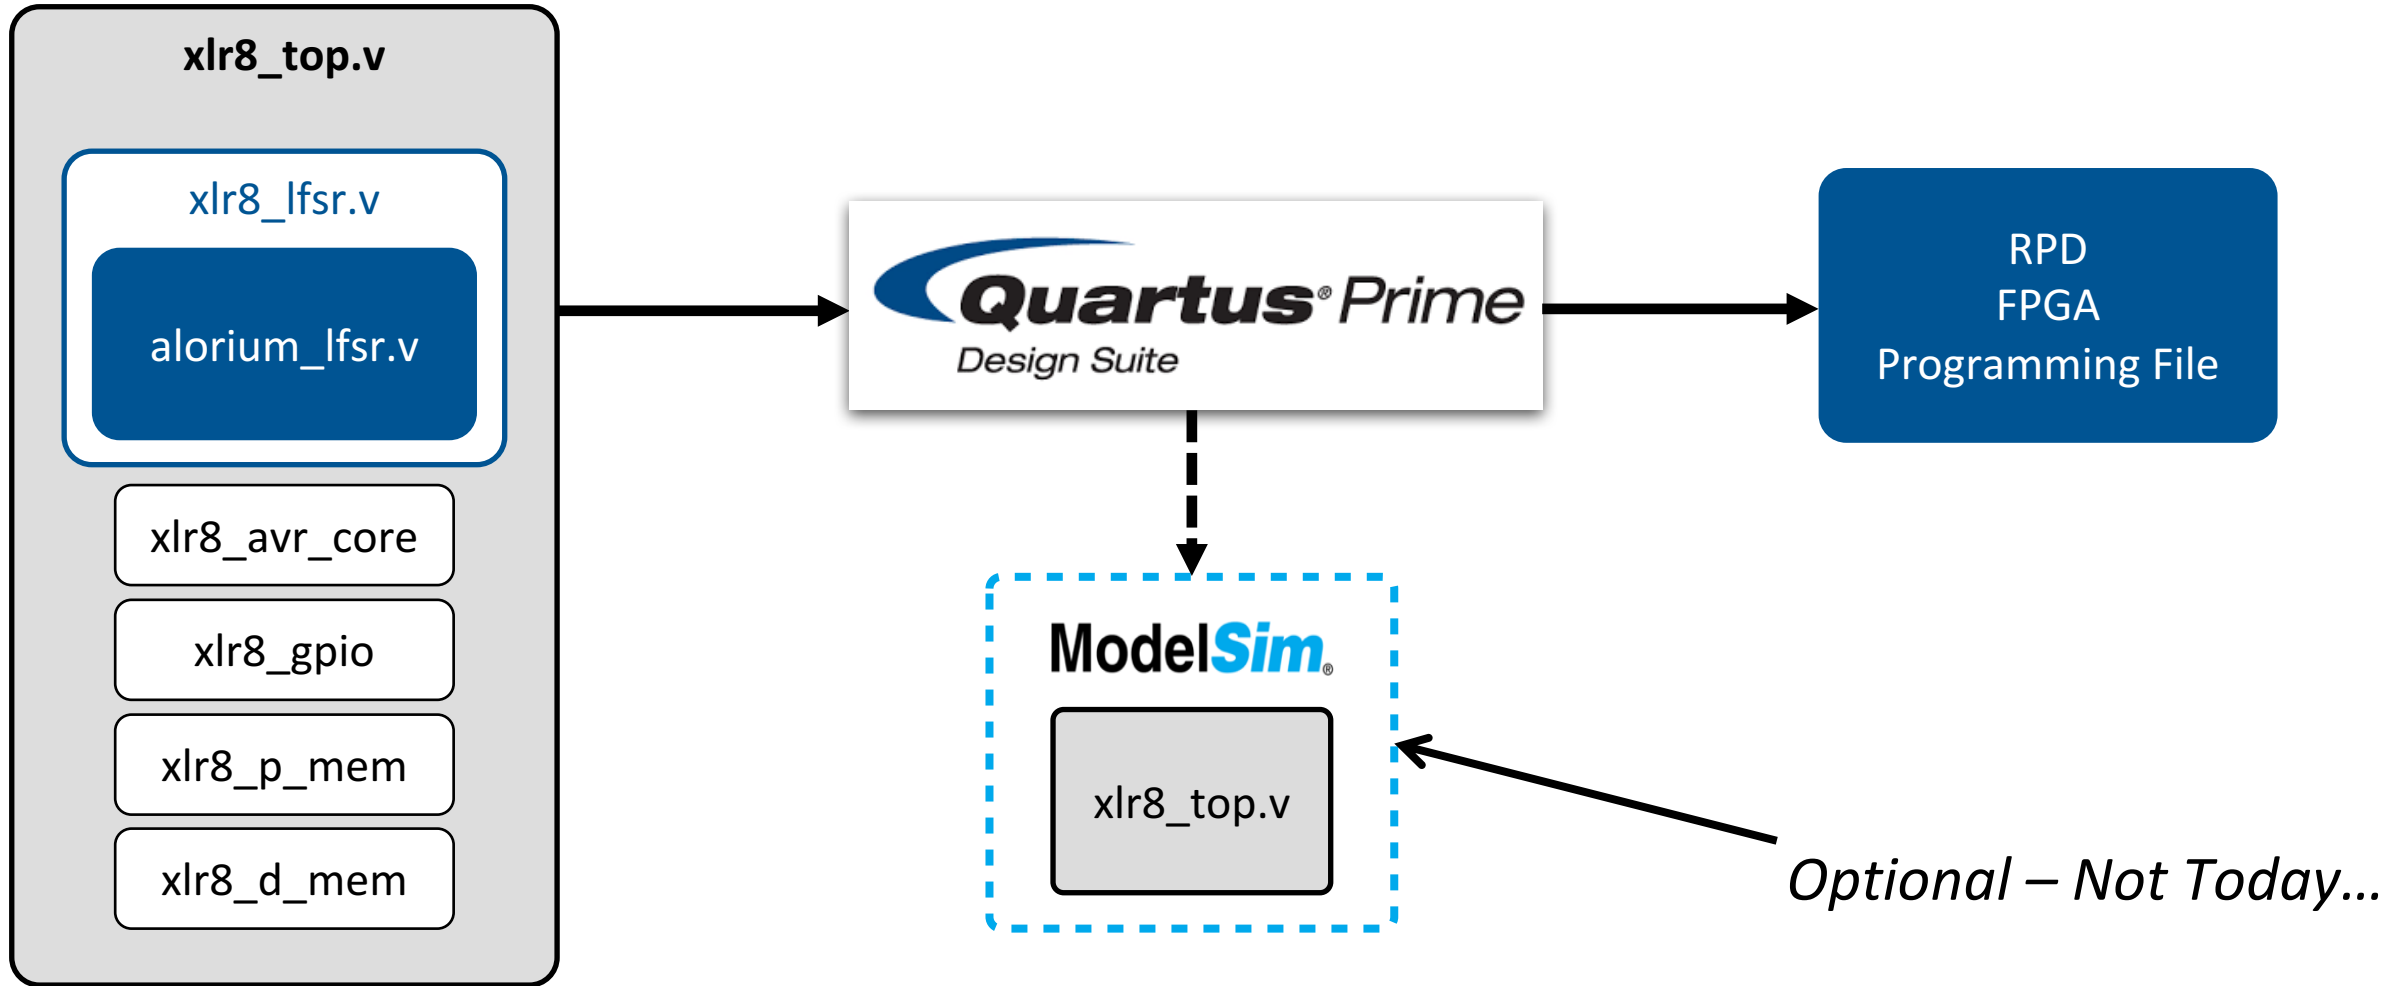 xlr8_top.v
xlr8_lfsr.v
alorium_lfsr.v
xlr8_avr_core
xlr8_gpio
xlr8_p_mem
xlr8_d_mem
Quartus® Prime
Design Suite
RPD
FPGA
Programming File
ModelSim®
xlr8_top.v
Optional – Not Today...